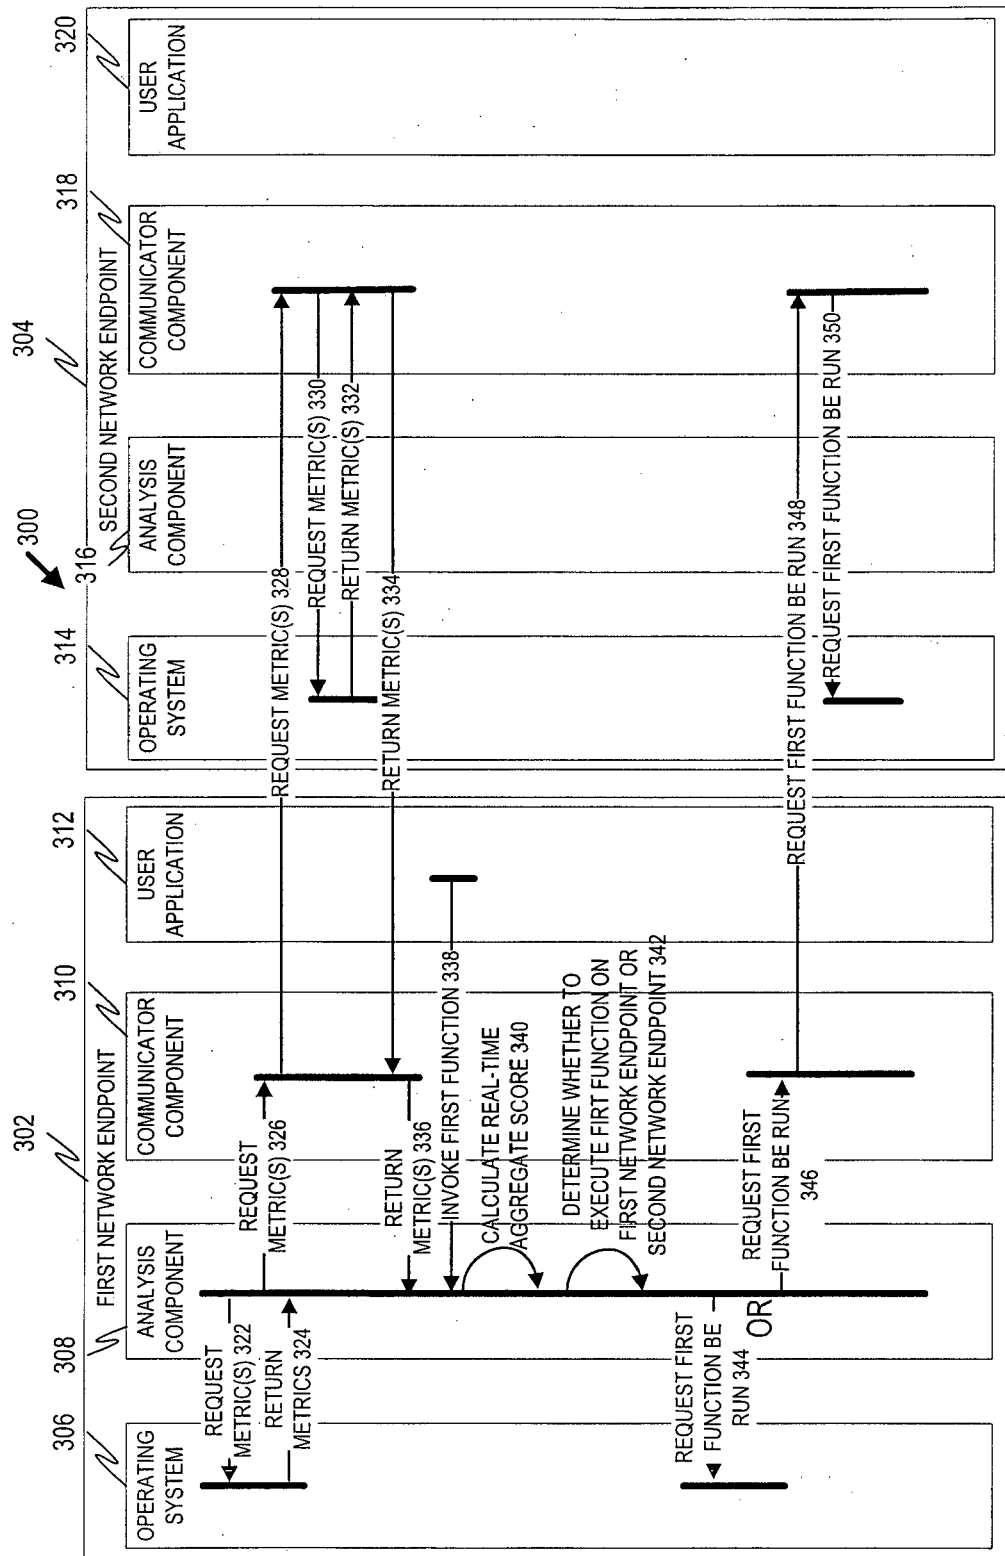 300
302
FIRST NETWORK ENDPOINT
304
SECOND NETWORK ENDPOINT
306
OPERATING
SYSTEM
308
ANALYSIS
COMPONENT
310
COMMUNICATOR
COMPONENT
312
USER
APPLICATION
314
OPERATING
SYSTEM
316
ANALYSIS
COMPONENT
318
COMMUNICATOR
COMPONENT
320
USER
APPLICATION
REQUEST
METRIC(S) 322
RETURN
METRICS 324
REQUEST
METRIC(S) 326
REQUEST METRIC(S) 328
REQUEST METRIC(S) 330
RETURN METRIC(S) 332
RETURN METRIC(S) 334
RETURN
METRIC(S) 336
INVOKE FIRST FUNCTION 338
CALCULATE REAL-TIME
AGGREGATE SCORE 340
DETERMINE WHETHER TO
EXECUTE FIRT FUNCTION ON
FIRST NETWORK ENDPOINT OR
SECOND NETWORK ENDPOINT 342
REQUEST FIRST
FUNCTION BE
RUN 344
OR
REQUEST FIRST
FUNCTION BE RUN
346
REQUEST FIRST FUNCTION BE RUN 348
REQUEST FIRST FUNCTION BE RUN 350